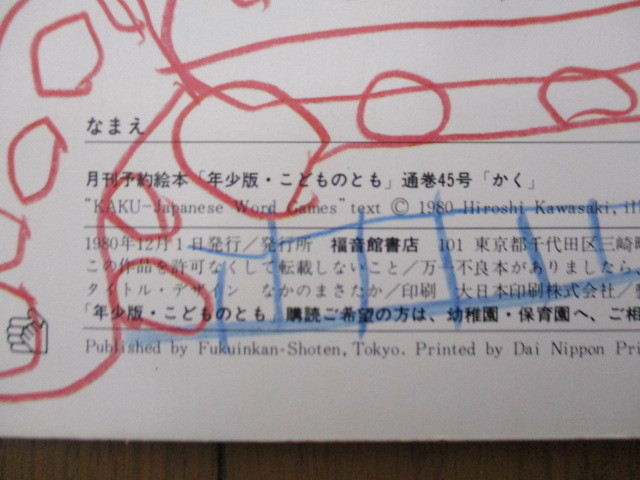 なまえ
月刊予約絵本「年少版・こどものとも」通巻45号「かく」
"KAKU-Japanese Word Games" text © 1980 Hiroshi Kawasaki, ill
1980年12月1日発行／発行所 福音館書店 101 東京都千代田区三崎町
この作品を許可なくして転載しないこと／万一不良本がありましたら
タイトル・デザイン なかのまさたか／印刷 大日本印刷株式会社／製
「年少版・こどものとも」購読ご希望の方は、幼稚園・保育園へ、ご相
Published by Fukuinkan-Shoten, Tokyo. Printed by Dai Nippon Pri